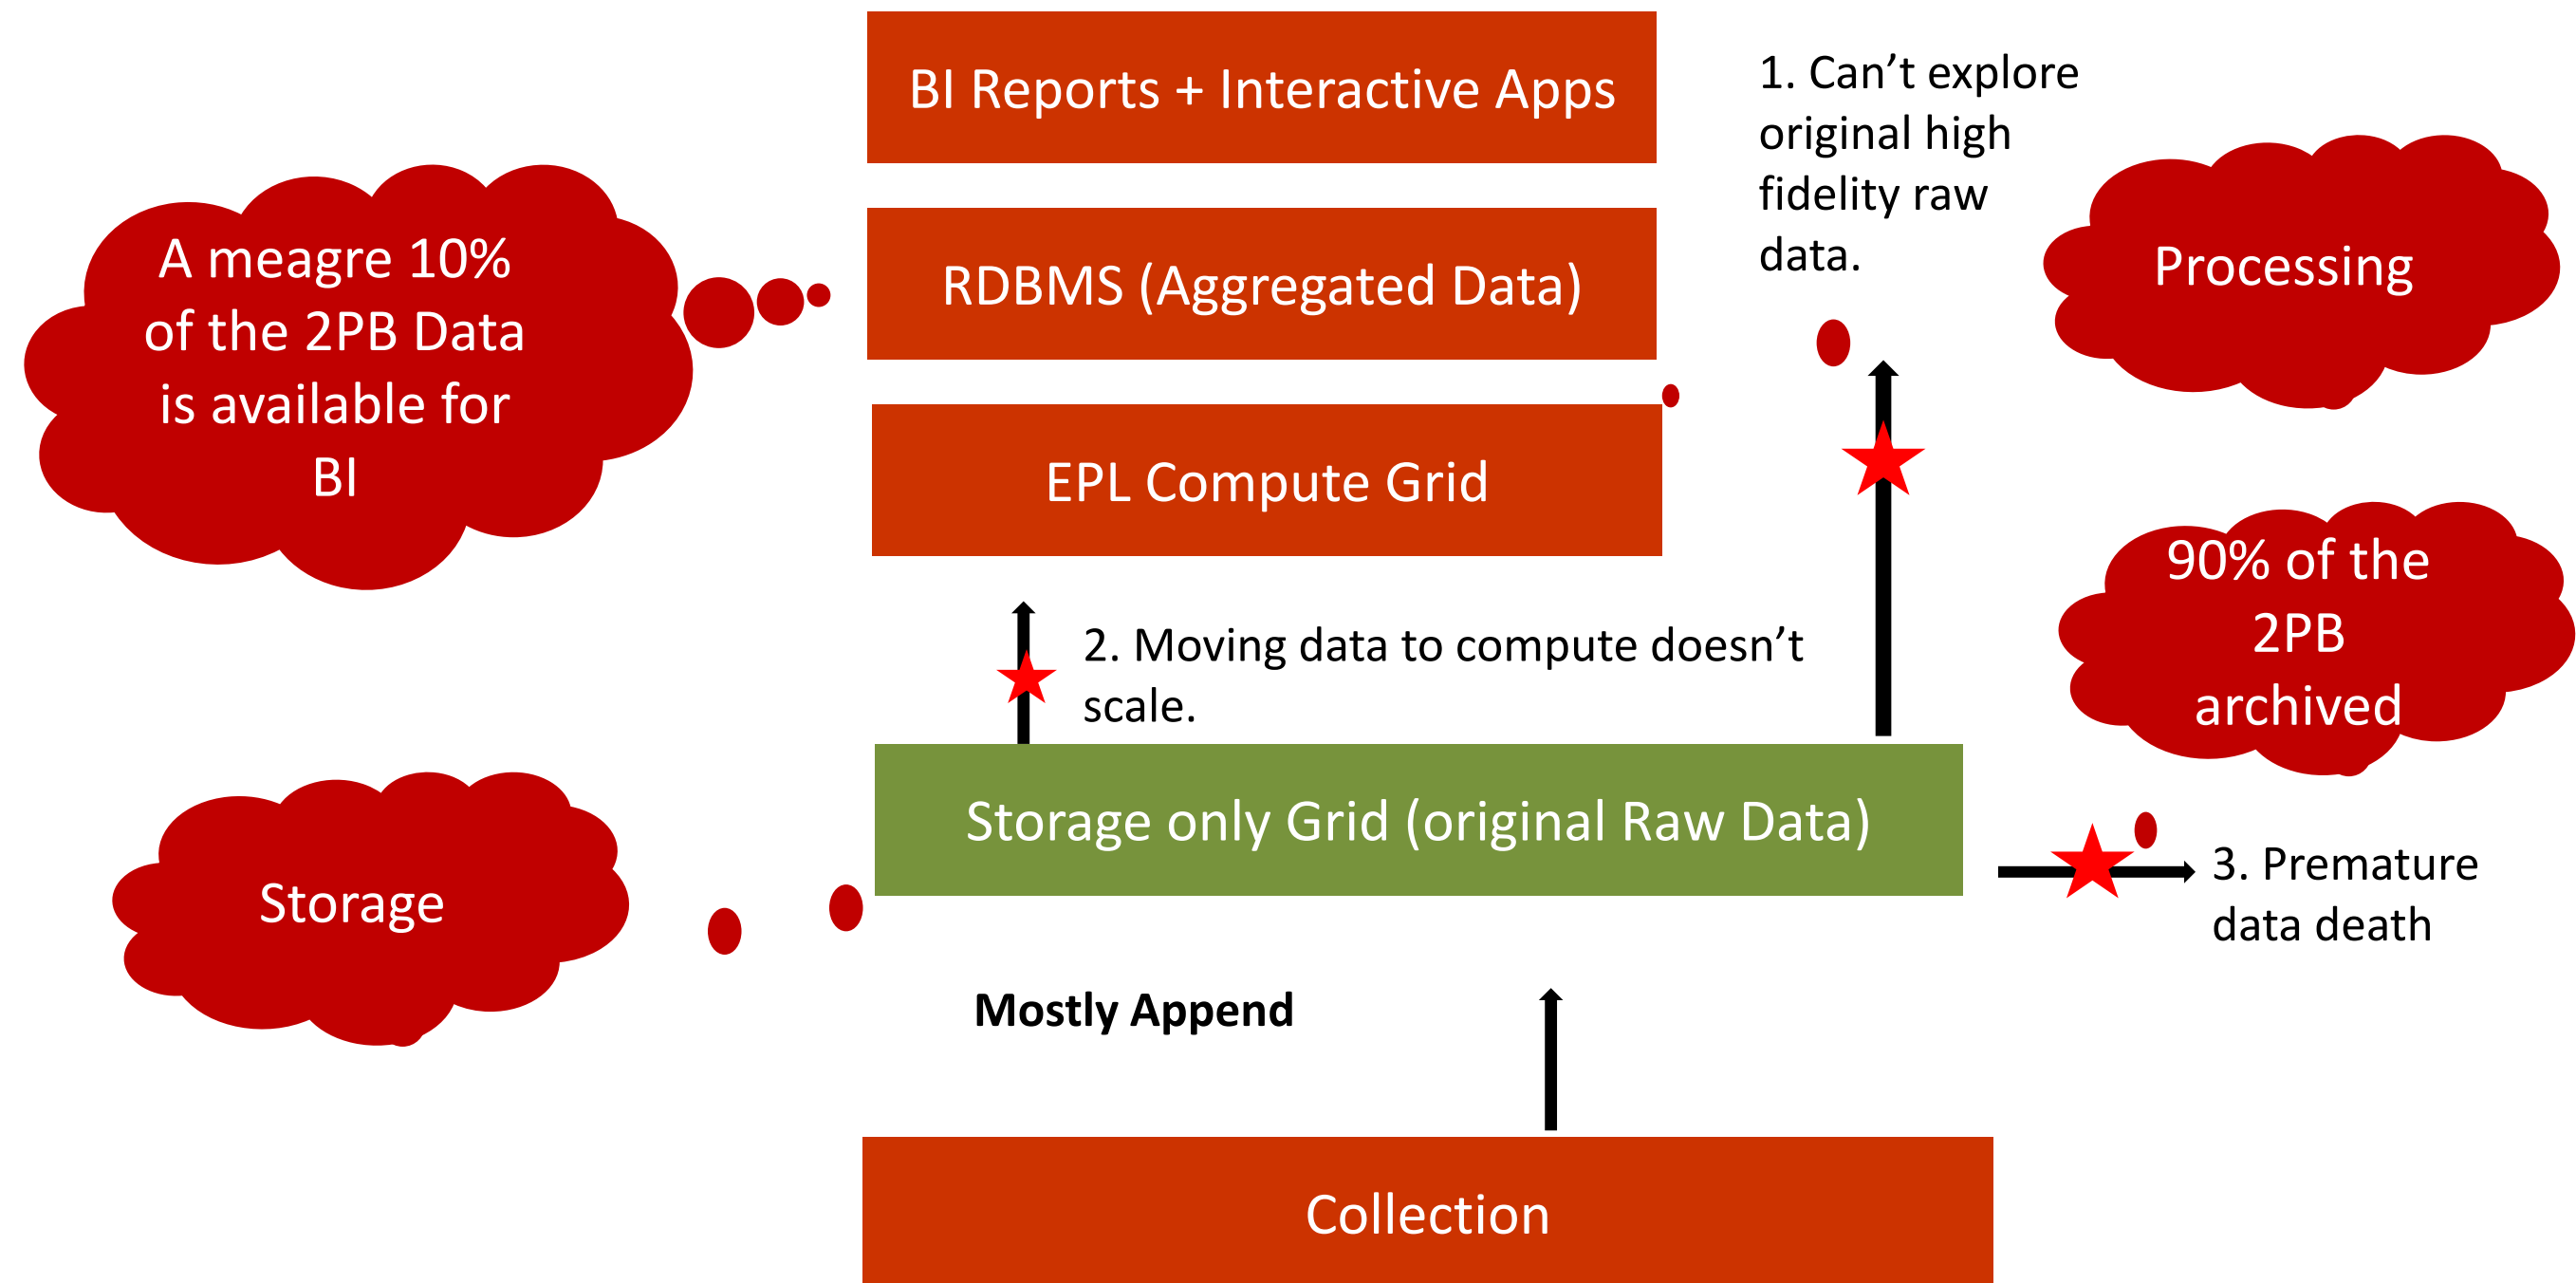 BI Reports + Interactive Apps
1. Can’t explore
original high
fidelity raw
data.
A meagre 10%
of the 2PB Data
is available for
BI
RDBMS (Aggregated Data)
Processing
EPL Compute Grid
90% of the
2PB
archived
2. Moving data to compute doesn’t
scale.
Storage only Grid (original Raw Data)
Storage
3. Premature
data death
Mostly Append
Collection